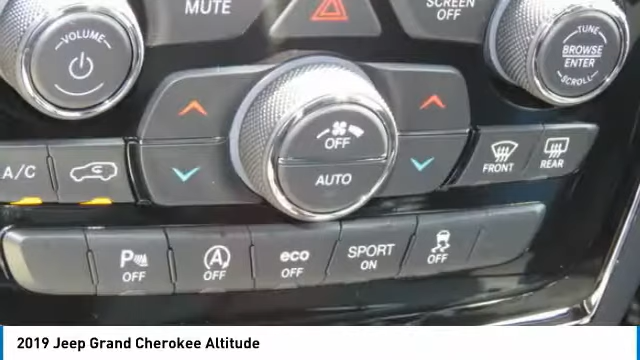 MUTE
SCREEN
OFF
VOLUME
TUNE
BROWSE
ENTER
SCROLL
OFF
AUTO
A/C
FRONT
REAR
P
OFF
A
OFF
eco
OFF
SPORT
ON
OFF
2019 Jeep Grand Cherokee Altitude